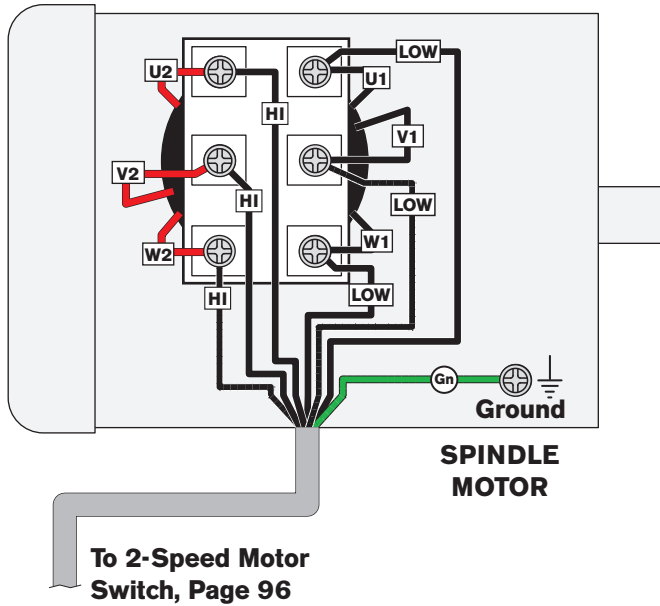 LOW
U2
U1
HI
V1
V2
HI
LOW
W2
W1
HI
LOW
Gn
Ground
SPINDLE
MOTOR
To 2-Speed Motor
Switch, Page 96